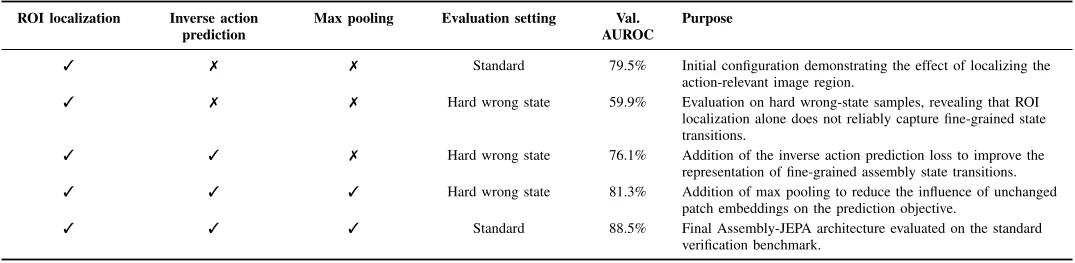 ROI localization Inverse action prediction Max pooling Evaluation setting Val. AUROC Purpose
✓ ✗ ✗ Standard 79.5% Initial configuration demonstrating the effect of localizing the
action-relevant image region.
✓ ✗ ✗ Hard wrong state 59.9% Evaluation on hard wrong-state samples, revealing that ROI
localization alone does not reliably capture fine-grained state
transitions.
✓ ✓ ✗ Hard wrong state 76.1% Addition of the inverse action prediction loss to improve the
representation of fine-grained assembly state transitions.
✓ ✓ ✓ Hard wrong state 81.3% Addition of max pooling to reduce the influence of unchanged
patch embeddings on the prediction objective.
✓ ✓ ✓ Standard 88.5% Final Assembly-JEPA architecture evaluated on the standard
verification benchmark.